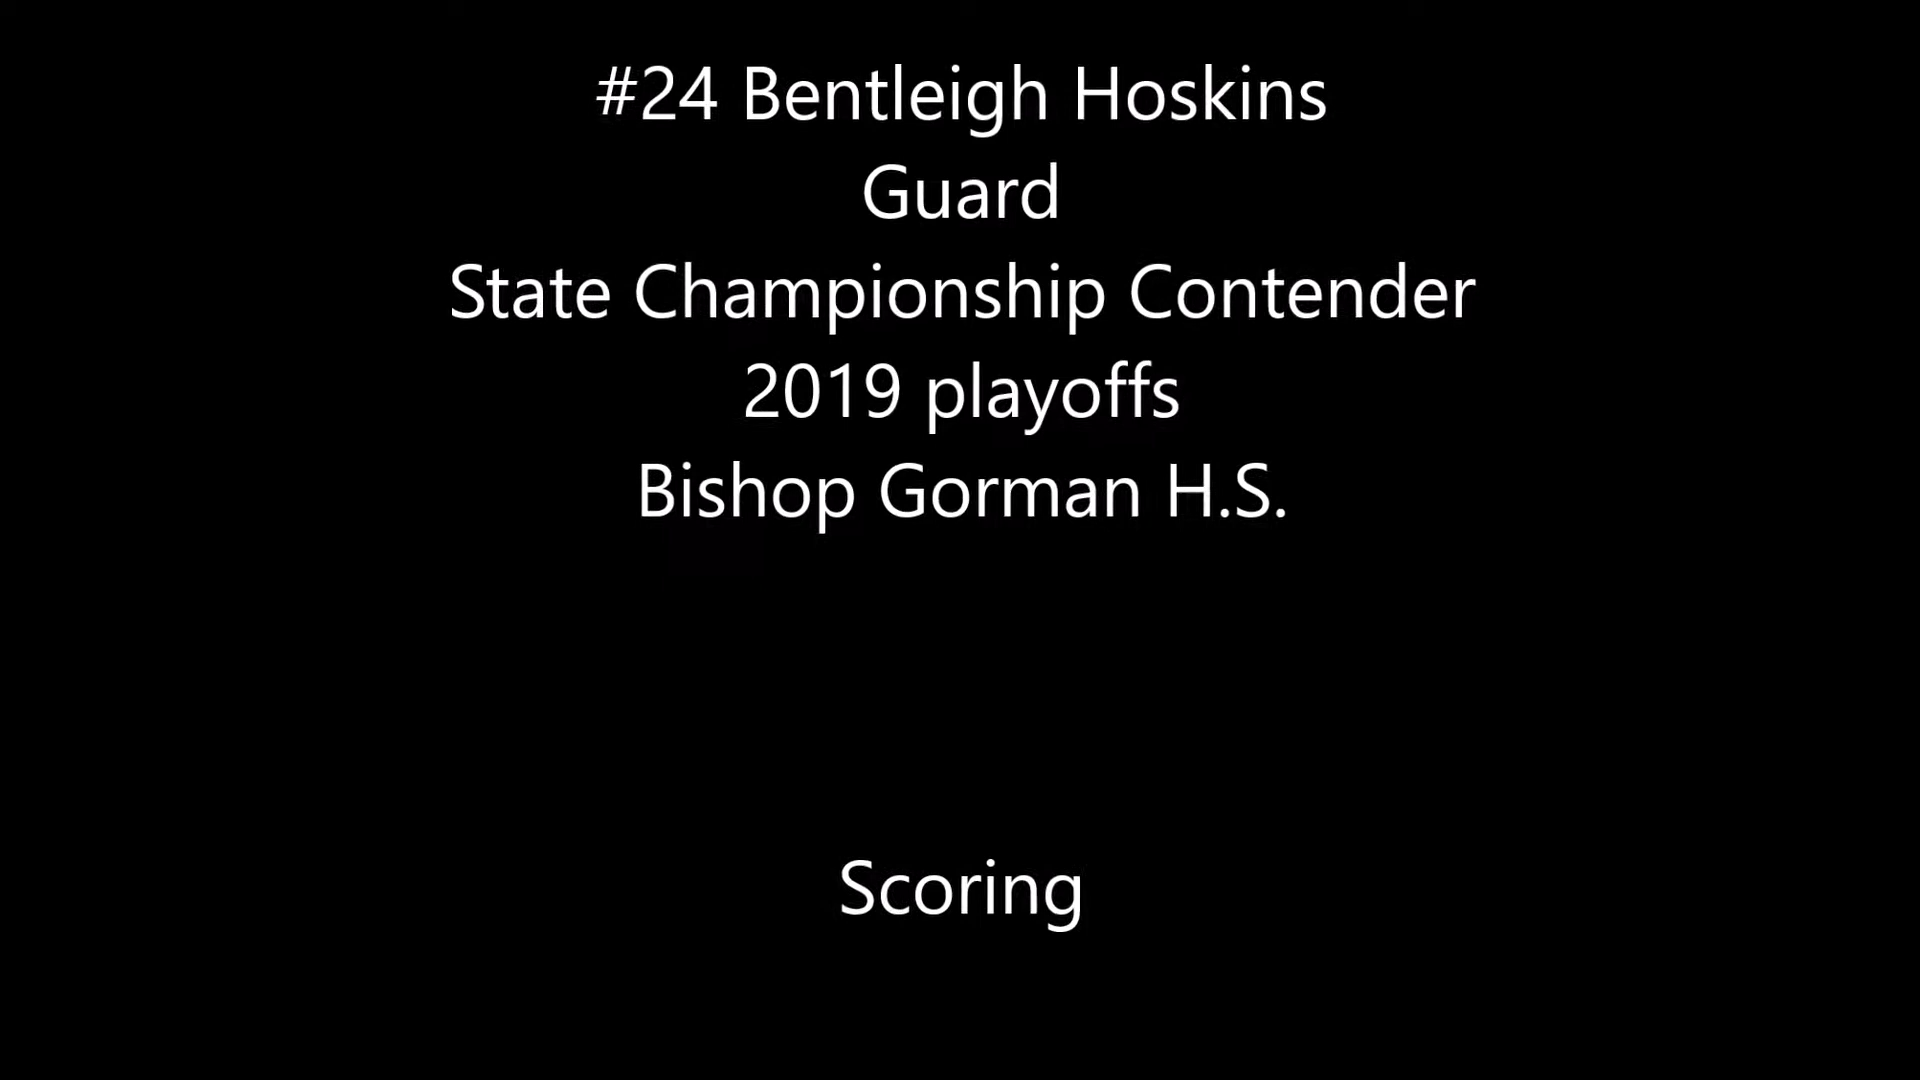 #24 Bentleigh Hoskins
Guard
State Championship Contender
2019 playoffs
Bishop Gorman H.S.
Scoring